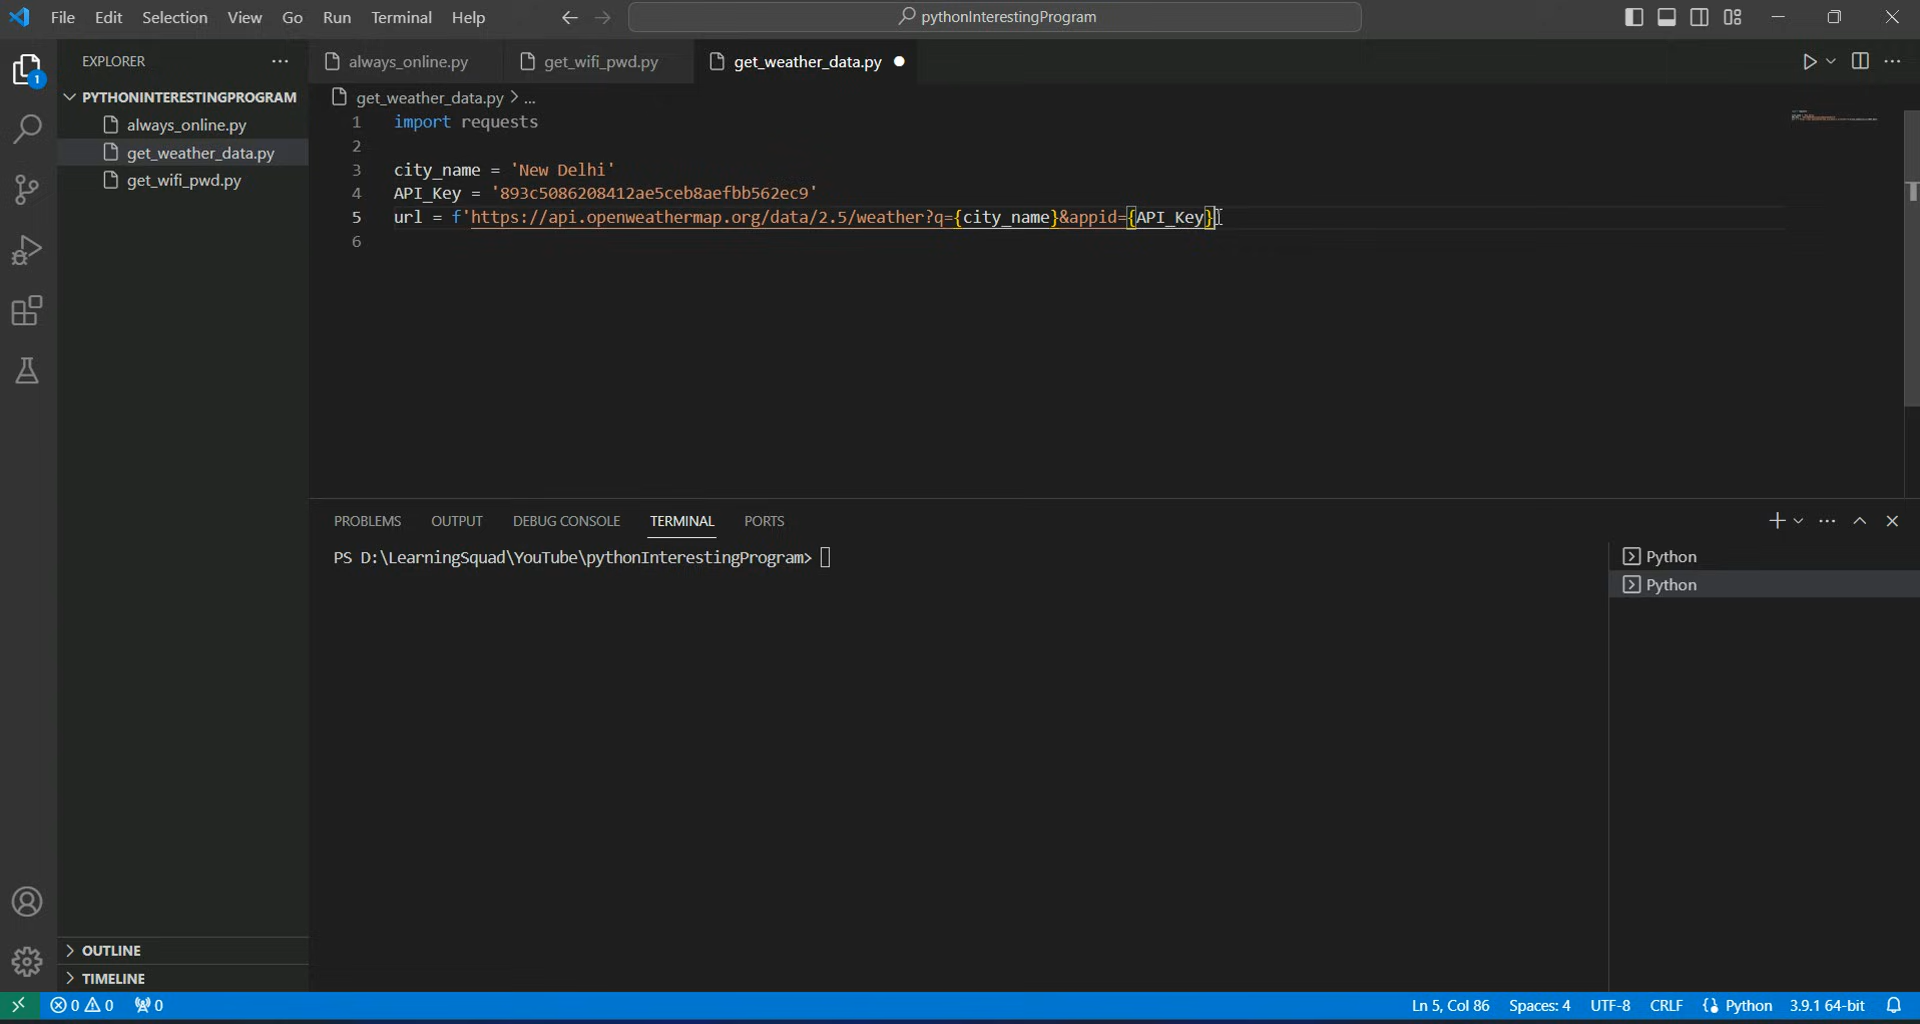 File Edit Selection View Go Run Terminal Help
pythonInterestingProgram
EXPLORER
always_online.py
get_wifi_pwd.py
get_weather_data.py
1
PYTHONINTERESTINGPROGRAM
always_online.py
get_weather_data.py
get_wifi_pwd.py
get_weather_data.py > ...
1 import requests
2
3 city_name = 'New Delhi'
4 API_Key = '893c5086208412ae5ceb8aefbb562ec9'
5 url = f'https://api.openweathermap.org/data/2.5/weather?q={city_name}&appid={API_Key}
6
PROBLEMS OUTPUT DEBUG CONSOLE TERMINAL PORTS
PS D:\LearningSquad\YouTube\pythonInterestingProgram>
Python
Python
OUTLINE
TIMELINE
0 0 0
Ln 5, Col 86 Spaces: 4 UTF-8 CRLF Python 3.9.1 64-bit